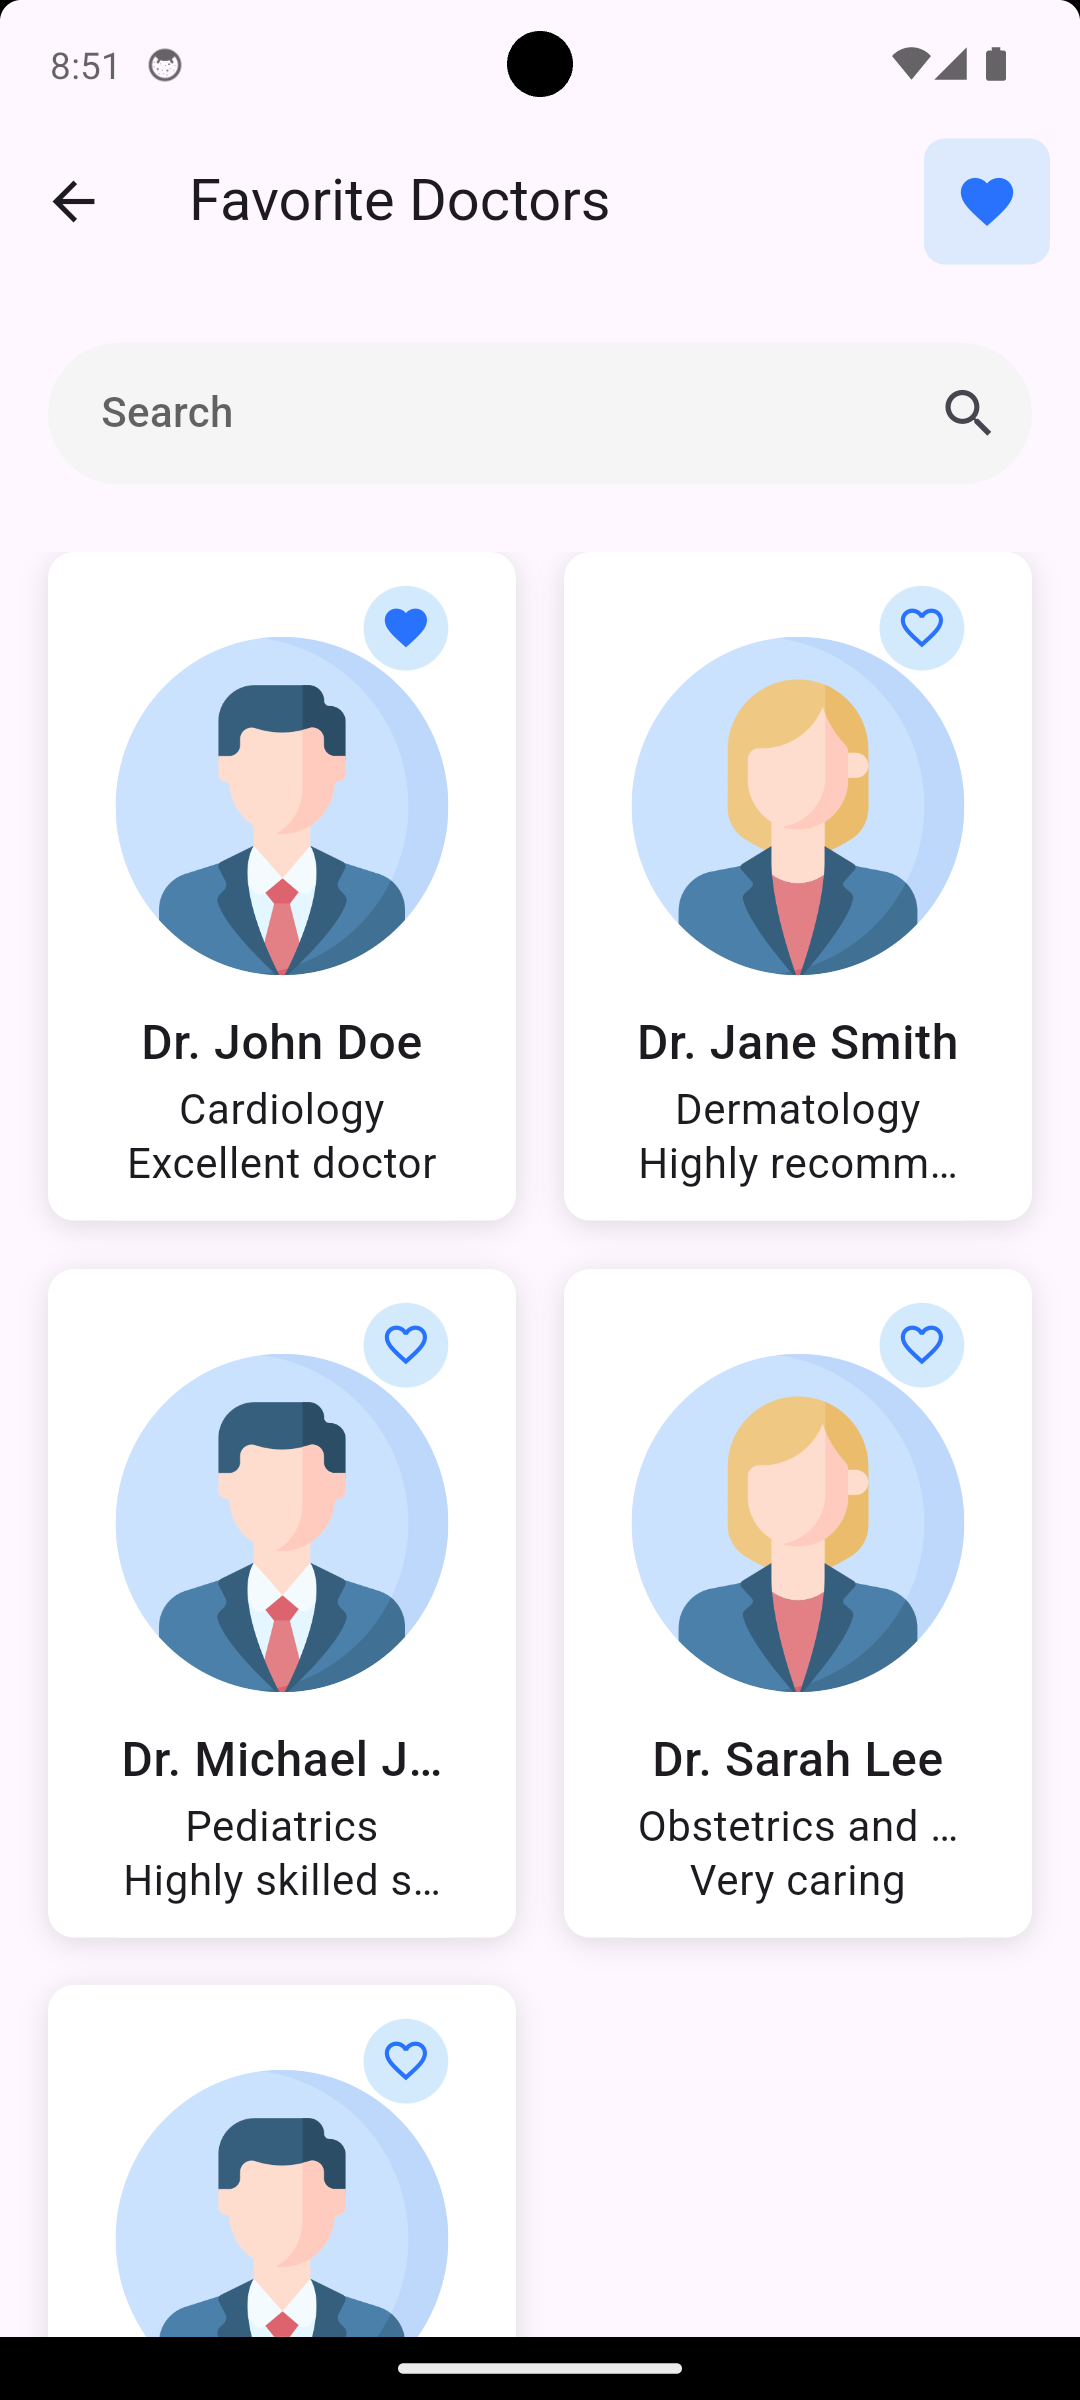 8:51
Favorite Doctors
Search
Dr. John Doe
Cardiology
Excellent doctor
Dr. Jane Smith
Dermatology
Highly recomm...
Dr. Michael J...
Pediatrics
Highly skilled s...
Dr. Sarah Lee
Obstetrics and ...
Very caring